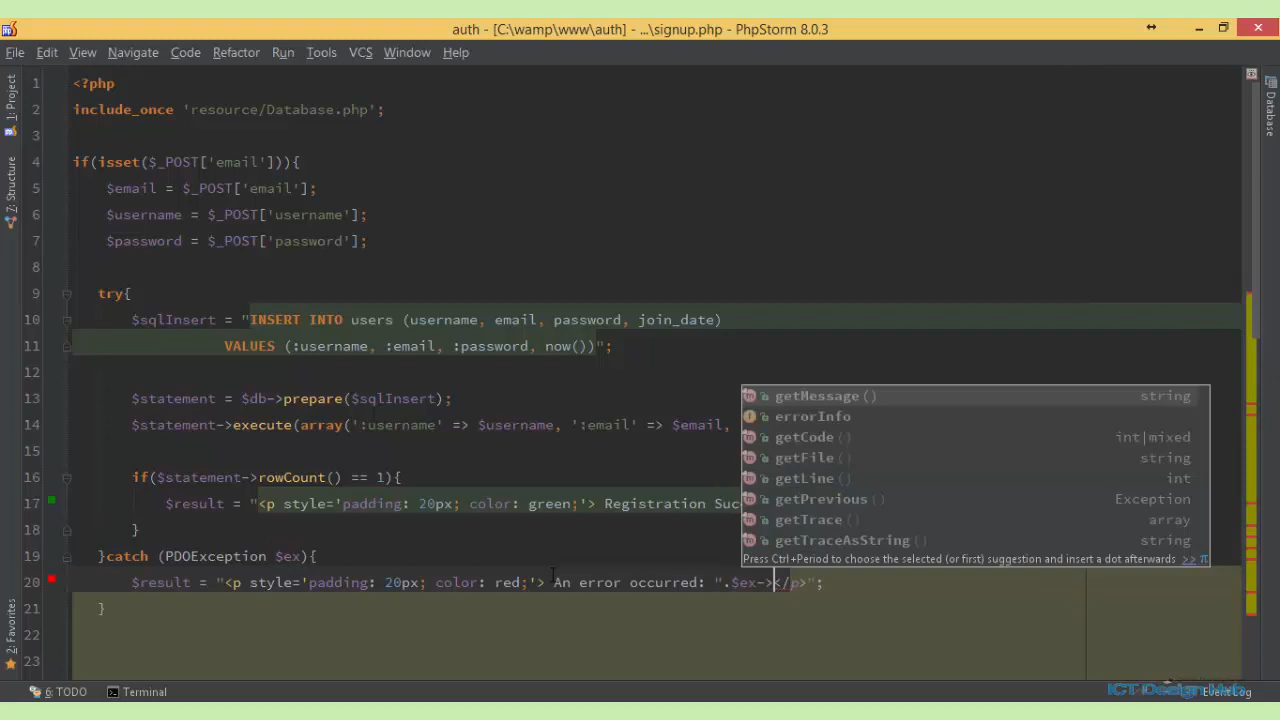 auth - [C:\wamp\www\auth] - ...\signup.php - PhpStorm 8.0.3
File Edit View Navigate Code Refactor Run Tools VCS Window Help
1: Project
7: Structure
2: Favorites
Database
1 <?php
2 include_once 'resource/Database.php';
3
4 if(isset($_POST['email'])){
5 $email = $_POST['email'];
6 $username = $_POST['username'];
7 $password = $_POST['password'];
8
9 try{
10 $sqlInsert = "INSERT INTO users (username, email, password, join_date)
11 VALUES (:username, :email, :password, now())";
12
13 $statement = $db->prepare($sqlInsert);
14 $statement->execute(array(':username' => $username, ':email' => $email,
15
16 if($statement->rowCount() == 1){
17 $result = "<p style='padding: 20px; color: green;'> Registration Suc
18 }
19 }catch (PDOException $ex){
20 $result = "<p style='padding: 20px; color: red;'> An error occurred: ".$ex-></p>";
21 }
22
23
getMessage() string
errorInfo
getCode() int|mixed
getFile() string
getLine() int
getPrevious() Exception
getTrace() array
getTraceAsString() string
Press Ctrl+Period to choose the selected (or first) suggestion and insert a dot afterwards >> π
6: TODO Terminal
Event Log
ICT Design Hub